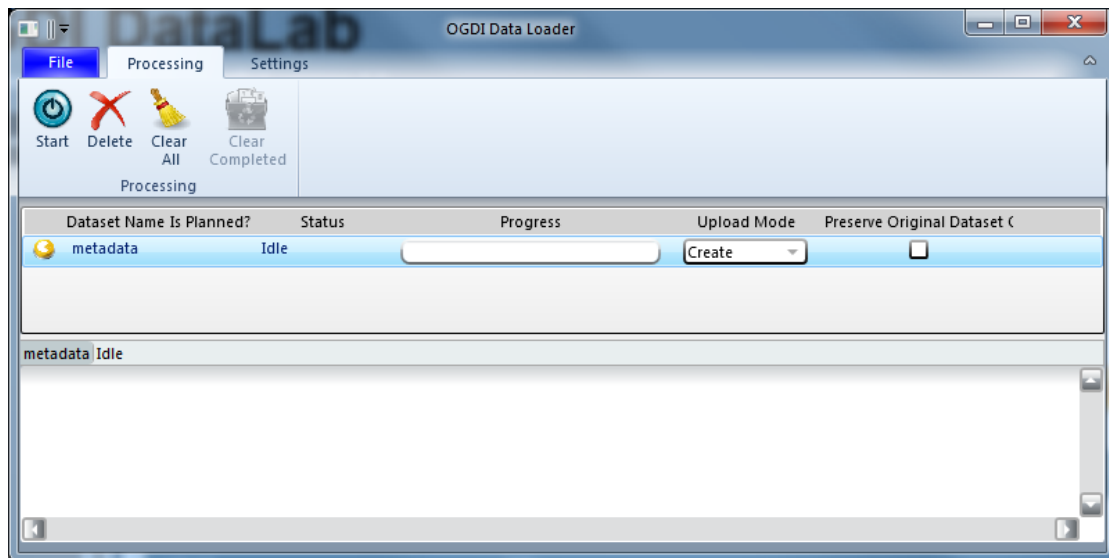 DI DataLab
OGDI Data Loader
File Processing Settings
Start Delete Clear All Clear Completed
Processing
Dataset Name Is Planned? Status Progress Upload Mode Preserve Original Dataset (
metadata Idle Create
metadata Idle